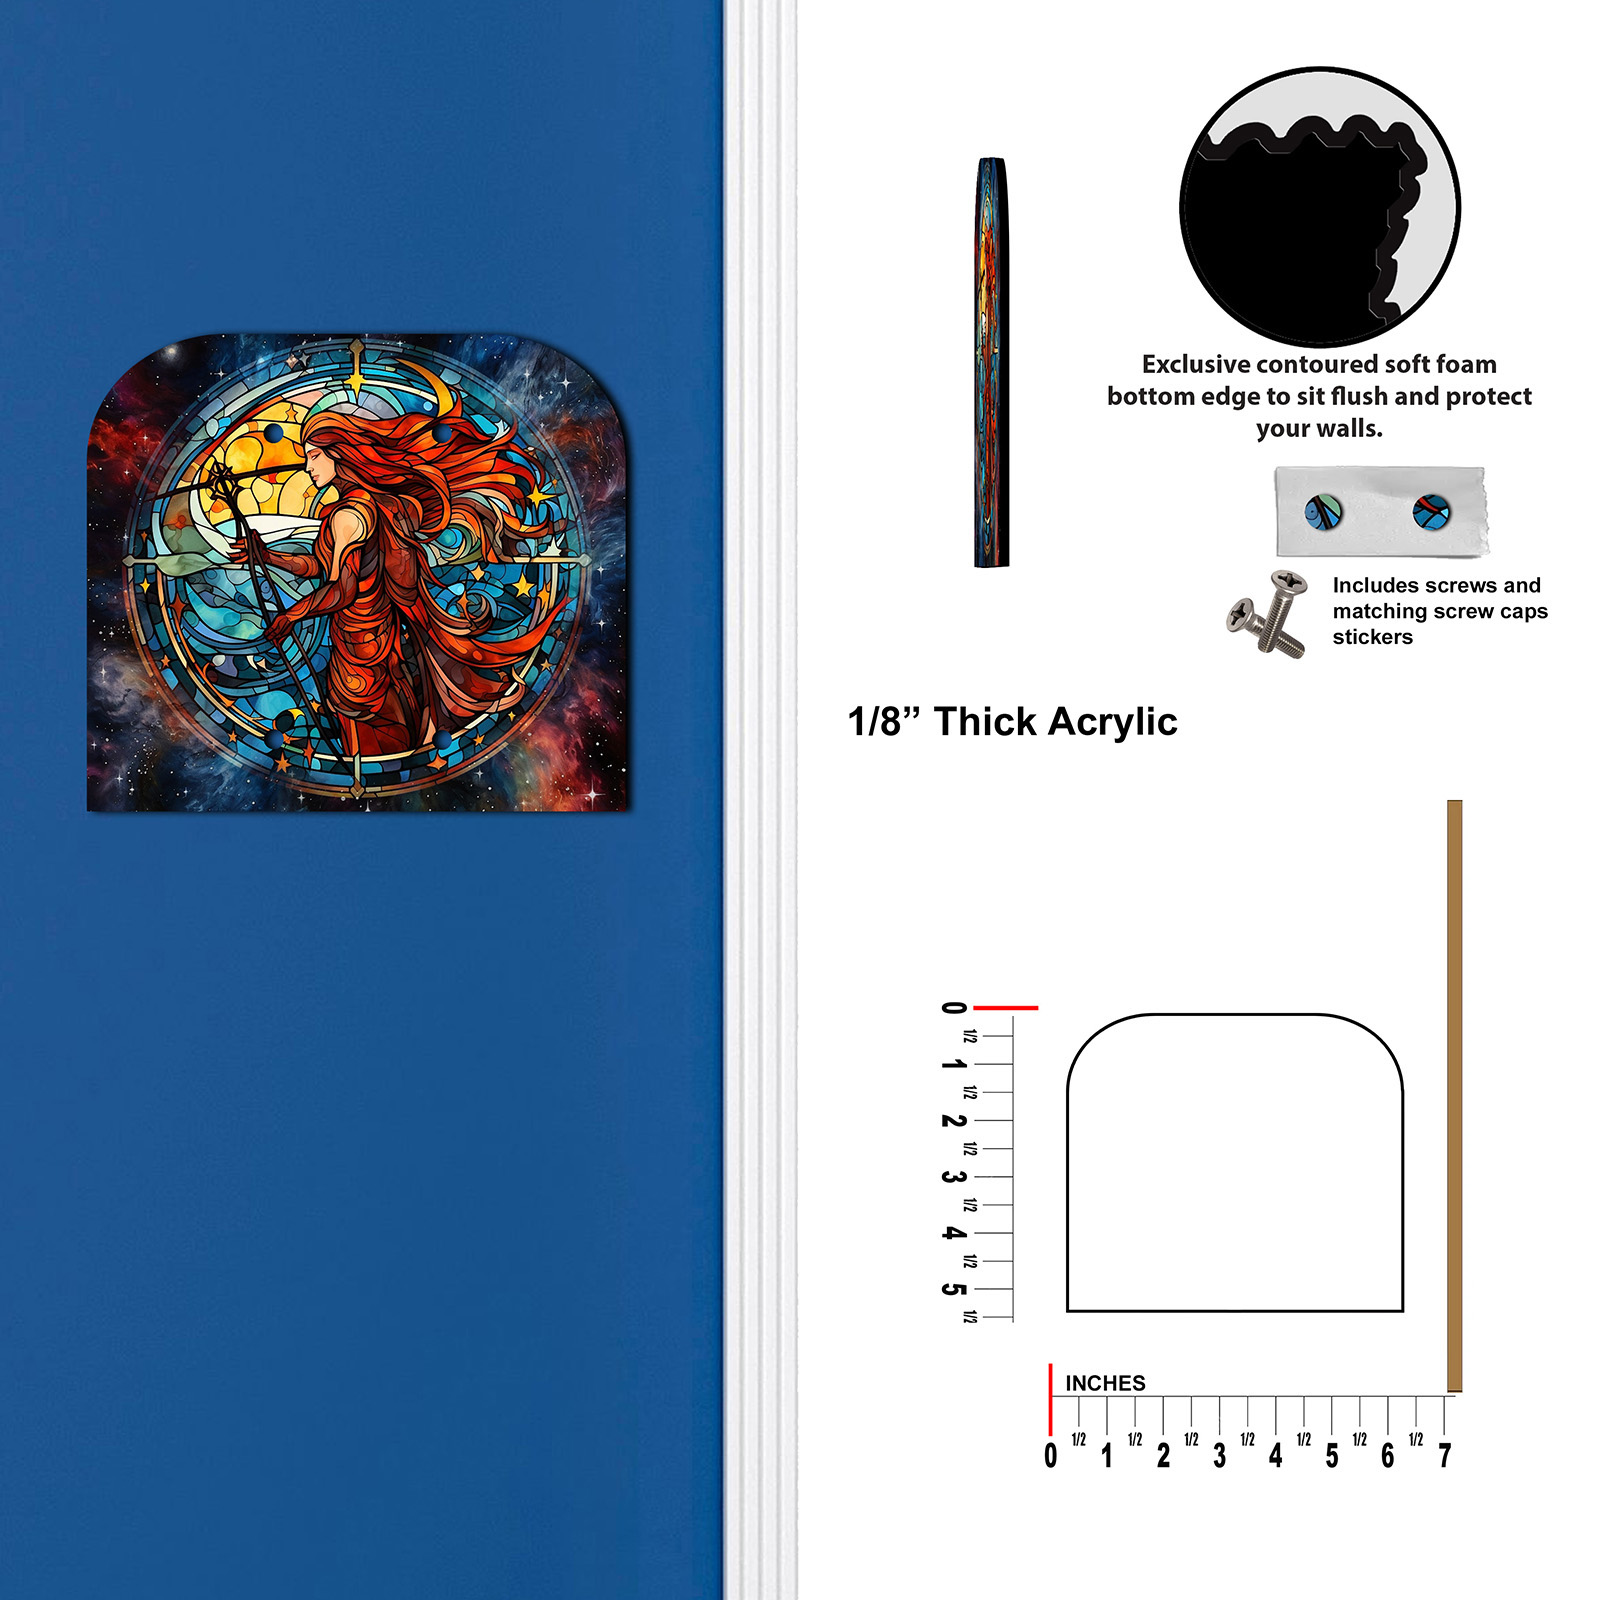 Exclusive contoured soft foam
bottom edge to sit flush and protect
your walls.
Includes screws and
matching screw caps
stickers
1/8” Thick Acrylic
0
1/2
1
1/2
2
1/2
3
1/2
4
1/2
5
1/2
INCHES
0 1/2 1 1/2 2 1/2 3 1/2 4 1/2 5 1/2 6 1/2 7